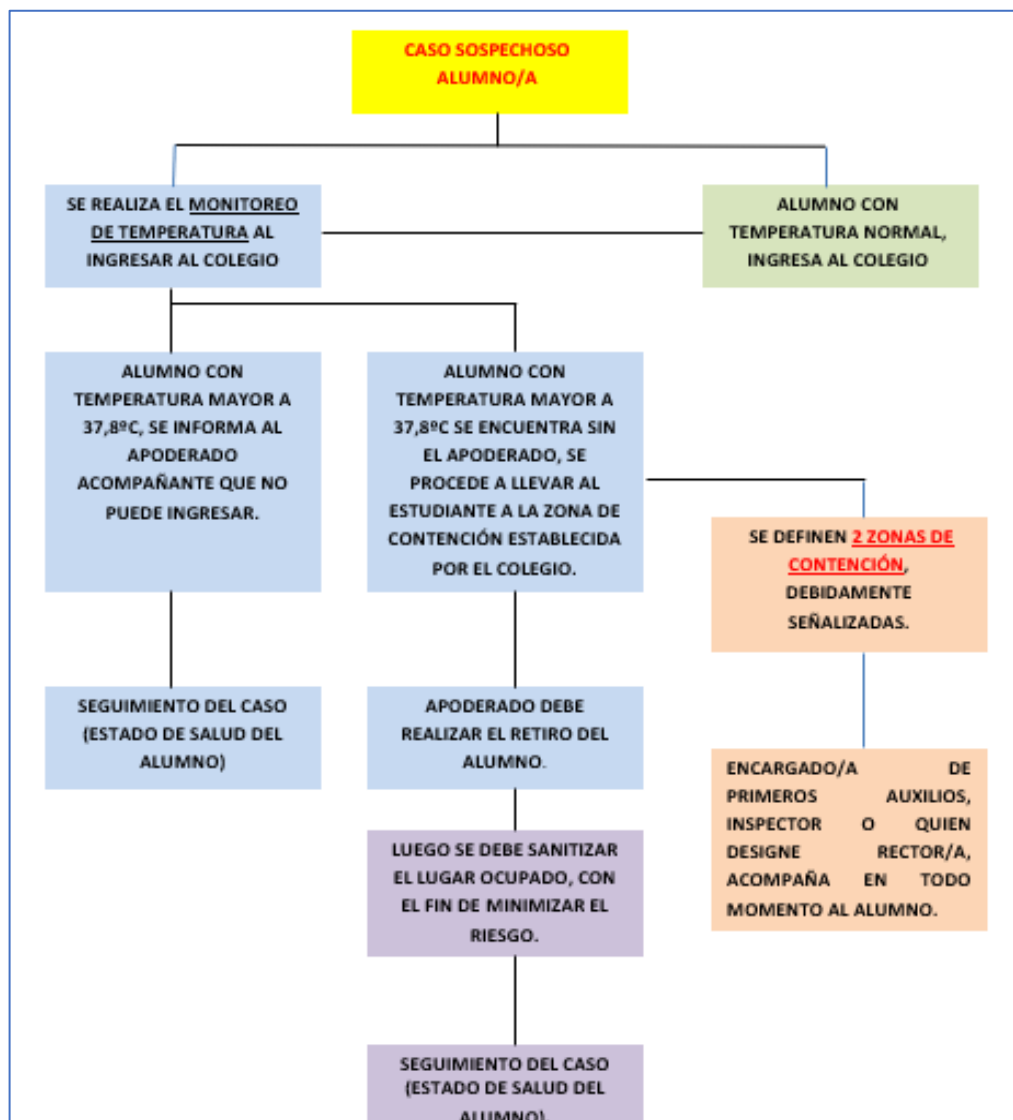 CASO SOSPECHOSO
ALUMNO/A
SE REALIZA EL MONITOREO
DE TEMPERATURA AL
INGRESAR AL COLEGIO
ALUMNO CON
TEMPERATURA NORMAL,
INGRESA AL COLEGIO
ALUMNO CON
TEMPERATURA MAYOR A
37,8ºC, SE INFORMA AL
APODERADO
ACOMPAÑANTE QUE NO
PUEDE INGRESAR.
ALUMNO CON
TEMPERATURA MAYOR A
37,8ºC SE ENCUENTRA SIN
EL APODERADO, SE
PROCEDE A LLEVAR AL
ESTUDIANTE A LA ZONA DE
CONTENCIÓN ESTABLECIDA
POR EL COLEGIO.
SE DEFINEN 2 ZONAS DE
CONTENCIÓN,
DEBIDAMENTE
SEÑALIZADAS.
SEGUIMIENTO DEL CASO
(ESTADO DE SALUD DEL
ALUMNO)
APODERADO DEBE
REALIZAR EL RETIRO DEL
ALUMNO.
ENCARGADO/A DE
PRIMEROS AUXILIOS,
INSPECTOR O QUIEN
DESIGNE RECTOR/A,
ACOMPAÑA EN TODO
MOMENTO AL ALUMNO.
LUEGO SE DEBE SANITIZAR
EL LUGAR OCUPADO, CON
EL FIN DE MINIMIZAR EL
RIESGO.
SEGUIMIENTO DEL CASO
(ESTADO DE SALUD DEL
ALUMNO).